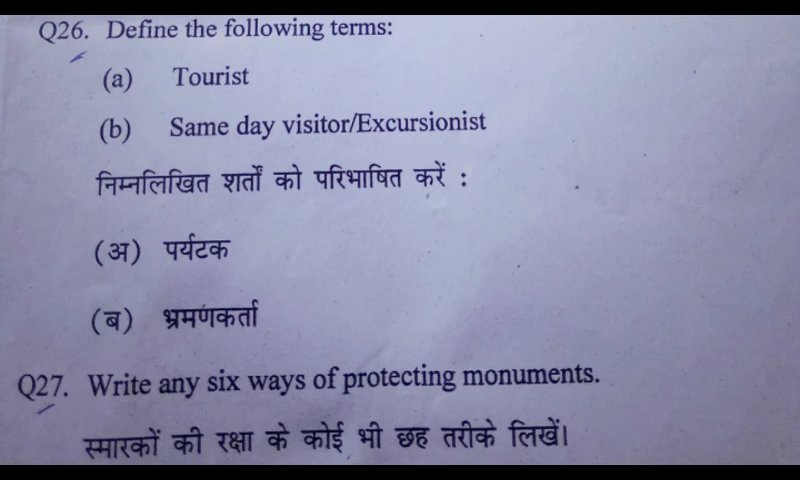 Q26. Define the following terms:
(a) Tourist
(b) Same day visitor/Excursionist
निम्नलिखित शर्तों को परिभाषित करें :
(अ) पर्यटक
(ब) भ्रमणकर्ता
Q27. Write any six ways of protecting monuments.
स्मारकों की रक्षा के कोई भी छह तरीके लिखें।